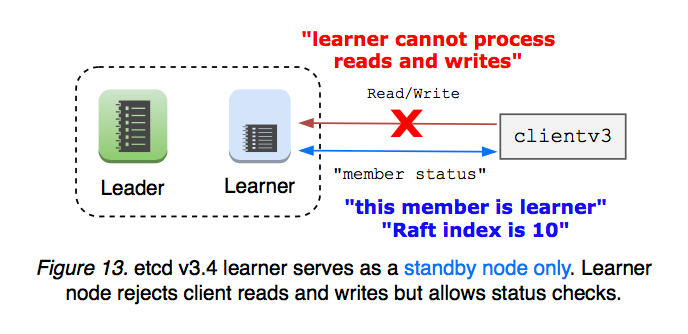 "learner cannot process
reads and writes"
Read/Write
X
clientv3
Leader
Learner
"member status"
"this member is learner"
"Raft index is 10"
Figure 13. etcd v3.4 learner serves as a standby node only. Learner
node rejects client reads and writes but allows status checks.